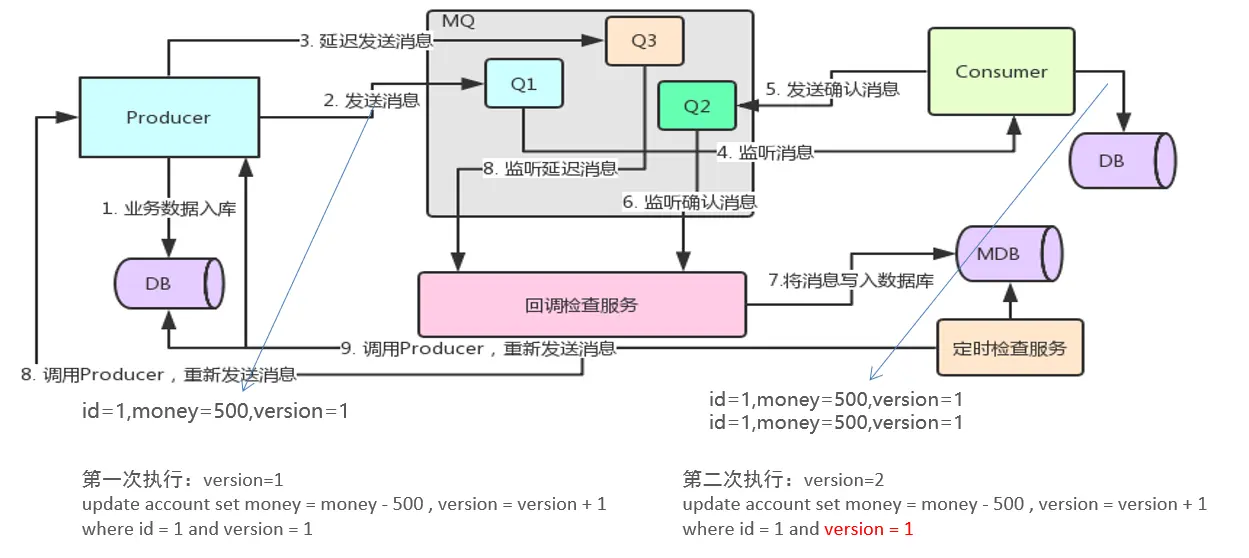 MQ
3. 延迟发送消息
Q3
Consumer
Q1
5. 发送确认消息
2. 发送消息
Q2
Producer
4. 监听消息
DB
8. 监听延迟消息
1. 业务数据入库
6. 监听确认消息
MDB
DB
7.将消息写入数据库
回调检查服务
9. 调用Producer，重新发送消息
定时检查服务
8. 调用Producer，重新发送消息
id=1,money=500,version=1
id=1,money=500,version=1
id=1,money=500,version=1
第一次执行：version=1
update account set money = money - 500 , version = version + 1
where id = 1 and version = 1
第二次执行：version=2
update account set money = money - 500 , version = version + 1
where id = 1 and version = 1